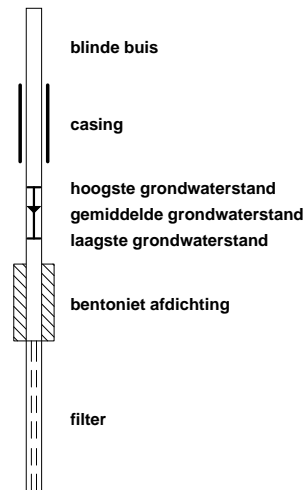 blinde buis
casing
hoogste grondwaterstand
gemiddelde grondwaterstand
laagste grondwaterstand
bentoniet afdichting
filter